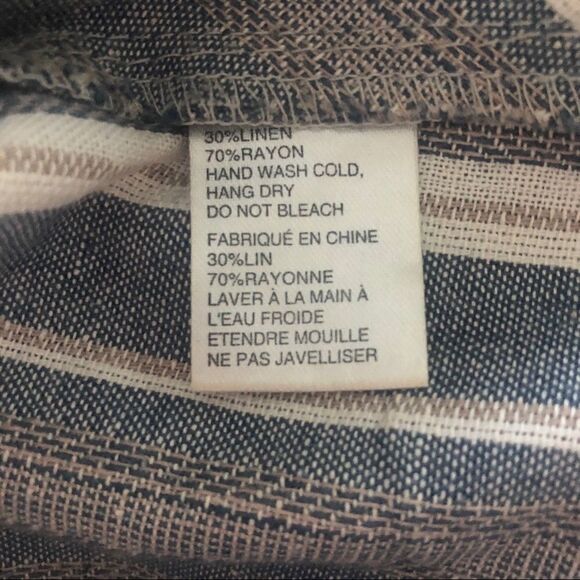 30%LINEN
70%RAYON
HAND WASH COLD,
HANG DRY
DO NOT BLEACH
FABRIQUÉ EN CHINE
30%LIN
70%RAYONNE
LAVER À LA MAIN À
L'EAU FROIDE
ETENDRE MOUILLE
NE PAS JAVELLISER